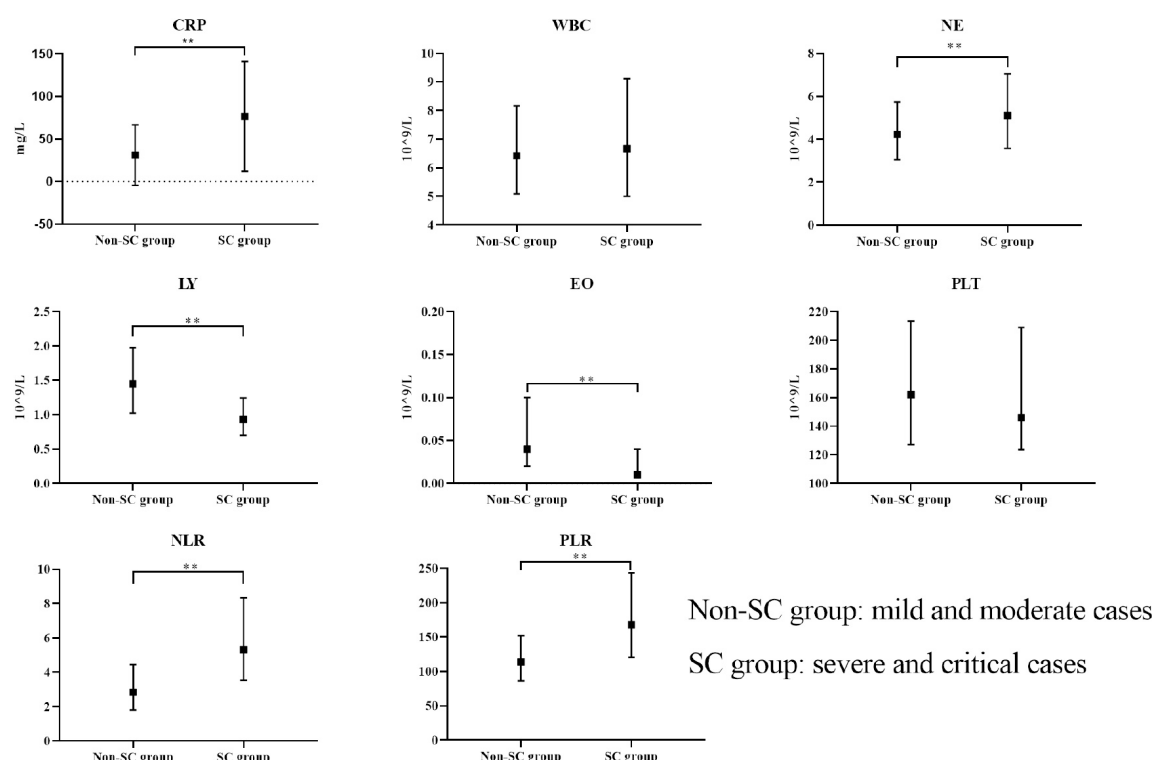 CRP
**
150
100
50
0
-50
mg/L
Non-SC group
SC group
WBC
10
9
8
7
6
5
4
10^9/L
Non-SC group
SC group
NE
**
8
6
4
2
0
10^9/L
Non-SC group
SC group
LY
**
2.5
2.0
1.5
1.0
0.5
0.0
10^9/L
Non-SC group
SC group
EO
**
0.20
0.15
0.10
0.05
0.00
10^9/L
Non-SC group
SC group
PLT
220
200
180
160
140
120
100
10^9/L
Non-SC group
SC group
NLR
**
10
8
6
4
2
0
Non-SC group
SC group
PLR
**
250
200
150
100
50
0
Non-SC group
SC group
Non-SC group: mild and moderate cases
SC group: severe and critical cases